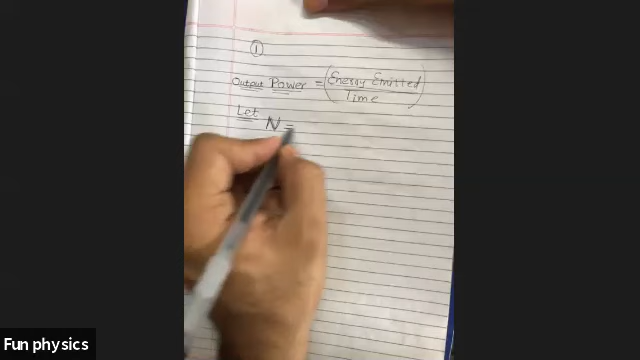 ①
Output Power = (Energy Emitted / Time)
Let N =
Fun physics